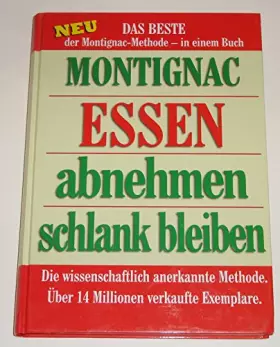 NEU
DAS BESTE
der Montignac-Methode – in einem Buch
MONTIGNAC
ESSEN
abnehmen
schlank bleiben
Die wissenschaftlich anerkannte Methode.
Über 14 Millionen verkaufte Exemplare.